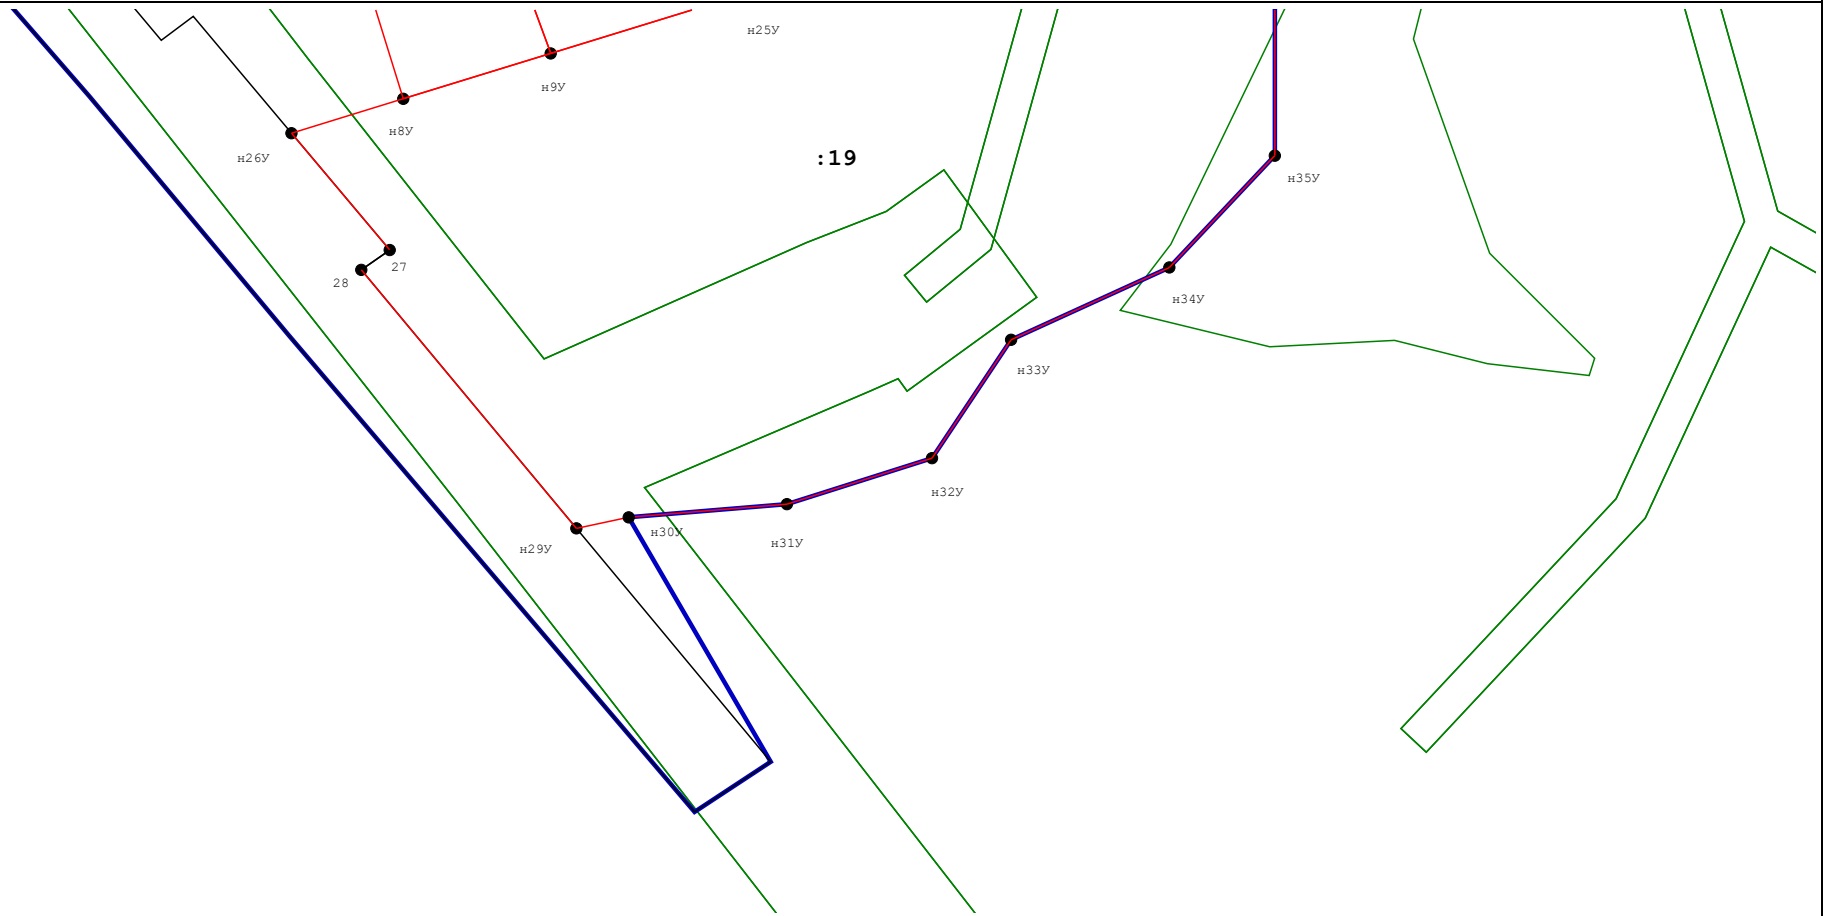 н25У
н9У
н8У
н26У
:19
н35У
27
28
н34У
н33У
н32У
н30У
н31У
н29У